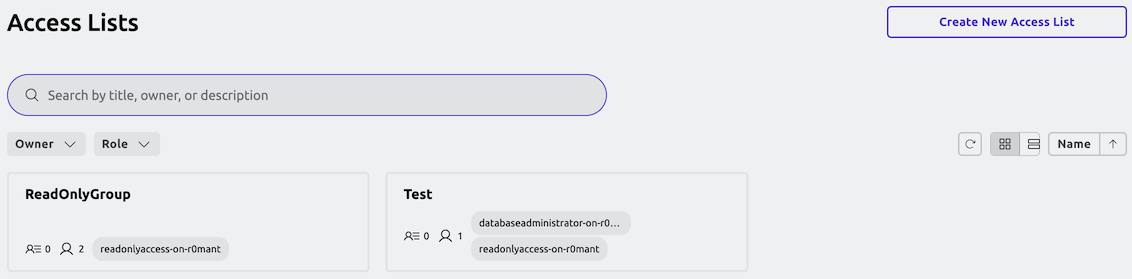 Access Lists
Create New Access List
Search by title, owner, or description
Owner
Role
Name
ReadOnlyGroup
0 2 readonlyaccess-on-r0mant
Test
databaseadministrator-on-r0...
0 1
readonlyaccess-on-r0mant